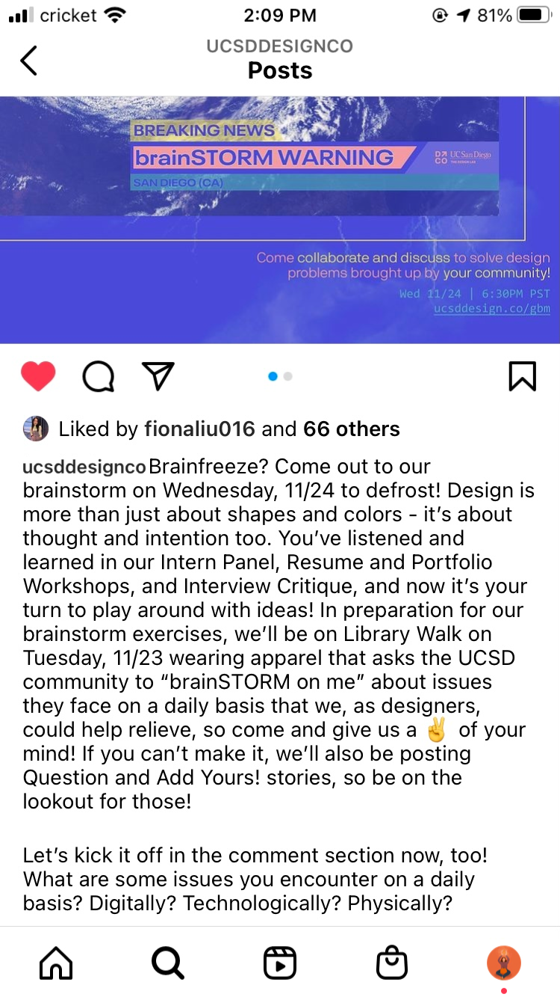 cricket 2:09 PM 81%
UCSDDESIGNCO
Posts
BREAKING NEWS
brainSTORM WARNING
D CO UC San Diego
THE DESIGN LAB
SAN DIEGO (CA)
Come collaborate and discuss to solve design
problems brought up by your community!
Wed 11/24 | 6:30PM PST
ucsddesign.co/gbm
Liked by fionaliu016 and 66 others
ucsddesignco Brainfreeze? Come out to our
brainstorm on Wednesday, 11/24 to defrost! Design is
more than just about shapes and colors - it’s about
thought and intention too. You’ve listened and
learned in our Intern Panel, Resume and Portfolio
Workshops, and Interview Critique, and now it’s your
turn to play around with ideas! In preparation for our
brainstorm exercises, we’ll be on Library Walk on
Tuesday, 11/23 wearing apparel that asks the UCSD
community to “brainSTORM on me” about issues
they face on a daily basis that we, as designers,
could help relieve, so come and give us a ✌️ of your
mind! If you can’t make it, we’ll also be posting
Question and Add Yours! stories, so be on the
lookout for those!
Let’s kick it off in the comment section now, too!
What are some issues you encounter on a daily
basis? Digitally? Technologically? Physically?